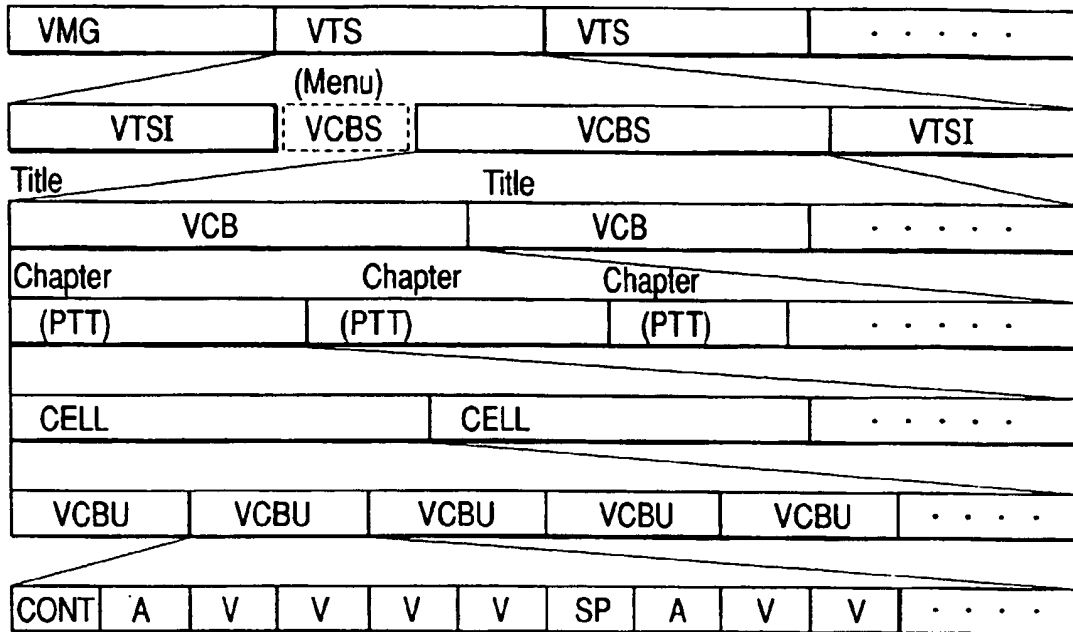 VMG VTS VTS . . . . .
(Menu)
VTSI VCBS VCBS VTSI
Title Title
VCB VCB . . . . .
Chapter Chapter Chapter
(PTT) (PTT) (PTT) . . . . .
CELL CELL . . . . .
VCBU VCBU VCBU VCBU VCBU . . . .
CONT A V V V V SP A V V . . . .